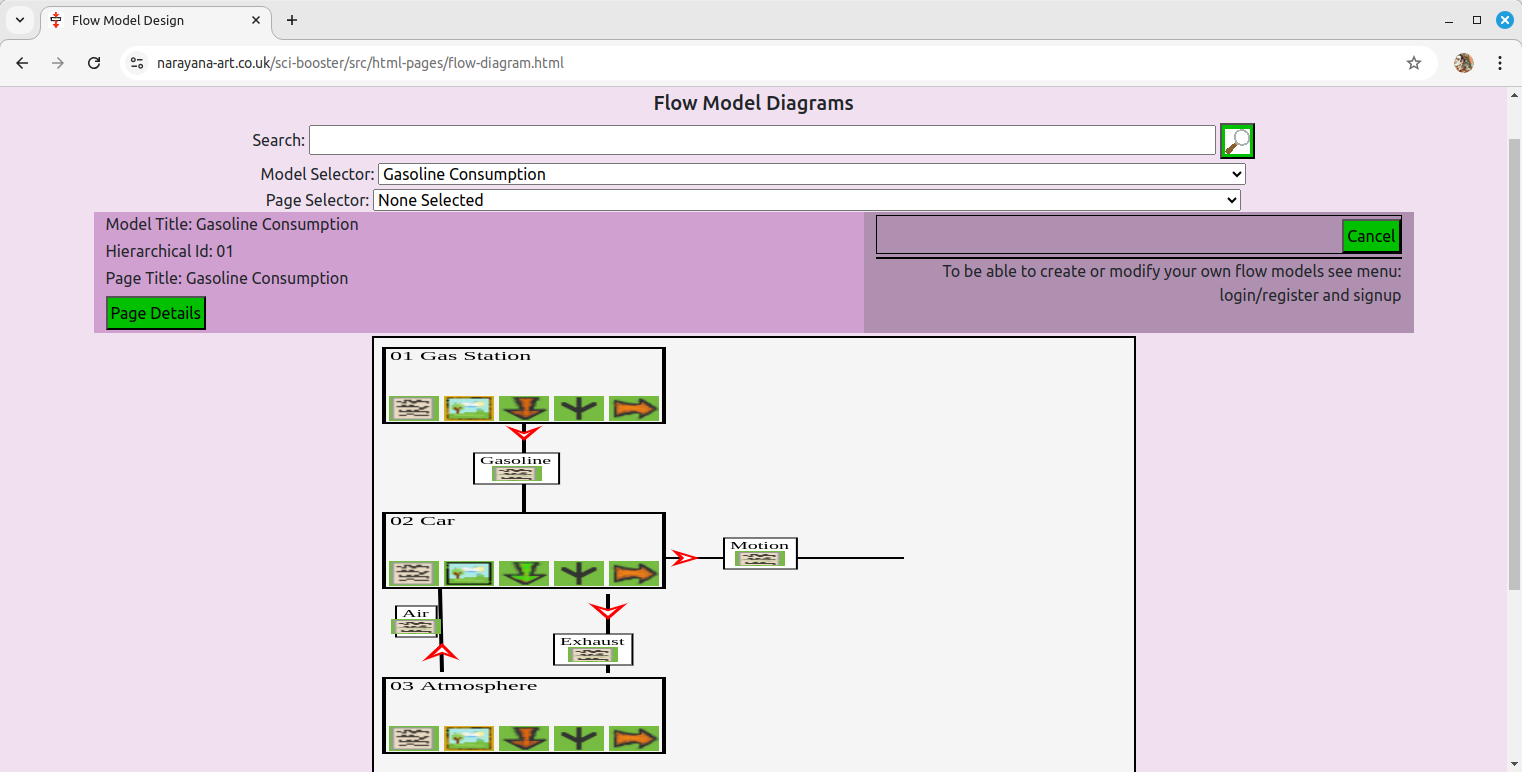 Flow Model Design
narayana-art.co.uk/sci-booster/src/html-pages/flow-diagram.html
Flow Model Diagrams
Search:
Model Selector: Gasoline Consumption
Page Selector: None Selected
Model Title: Gasoline Consumption
Hierarchical Id: 01
Page Title: Gasoline Consumption
Page Details
Cancel
To be able to create or modify your own flow models see menu:
login/register and signup
01 Gas Station
Gasoline
02 Car
Motion
Air
Exhaust
03 Atmosphere